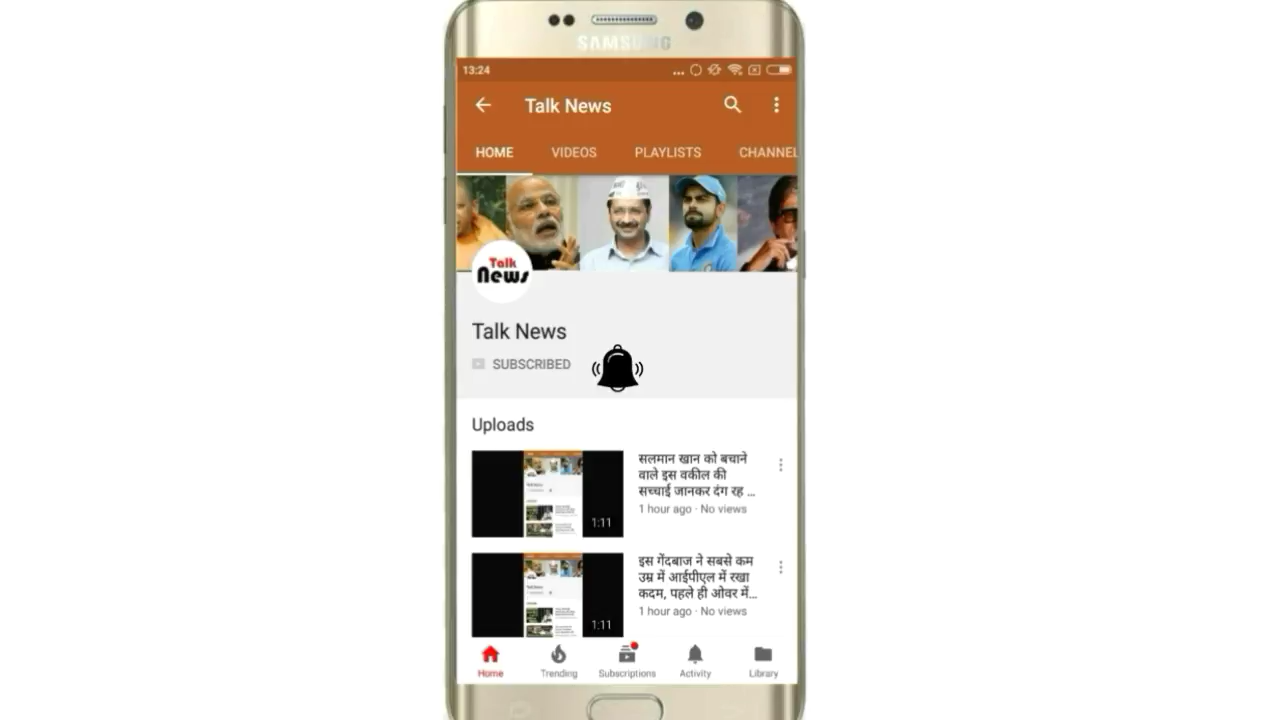 SAMSUNG
13:24
Talk News
HOME VIDEOS PLAYLISTS CHANNEL
Talk
News
Talk News
SUBSCRIBED
Uploads
सलमान खान को बचाने
वाले इस वकील की
सच्चाई जानकर दंग रह ...
1 hour ago · No views
1:11
इस गेंदबाज ने सबसे कम
उम्र में आईपीएल में रखा
कदम, पहले ही ओवर में...
1 hour ago · No views
1:11
Home Trending Subscriptions Activity Library